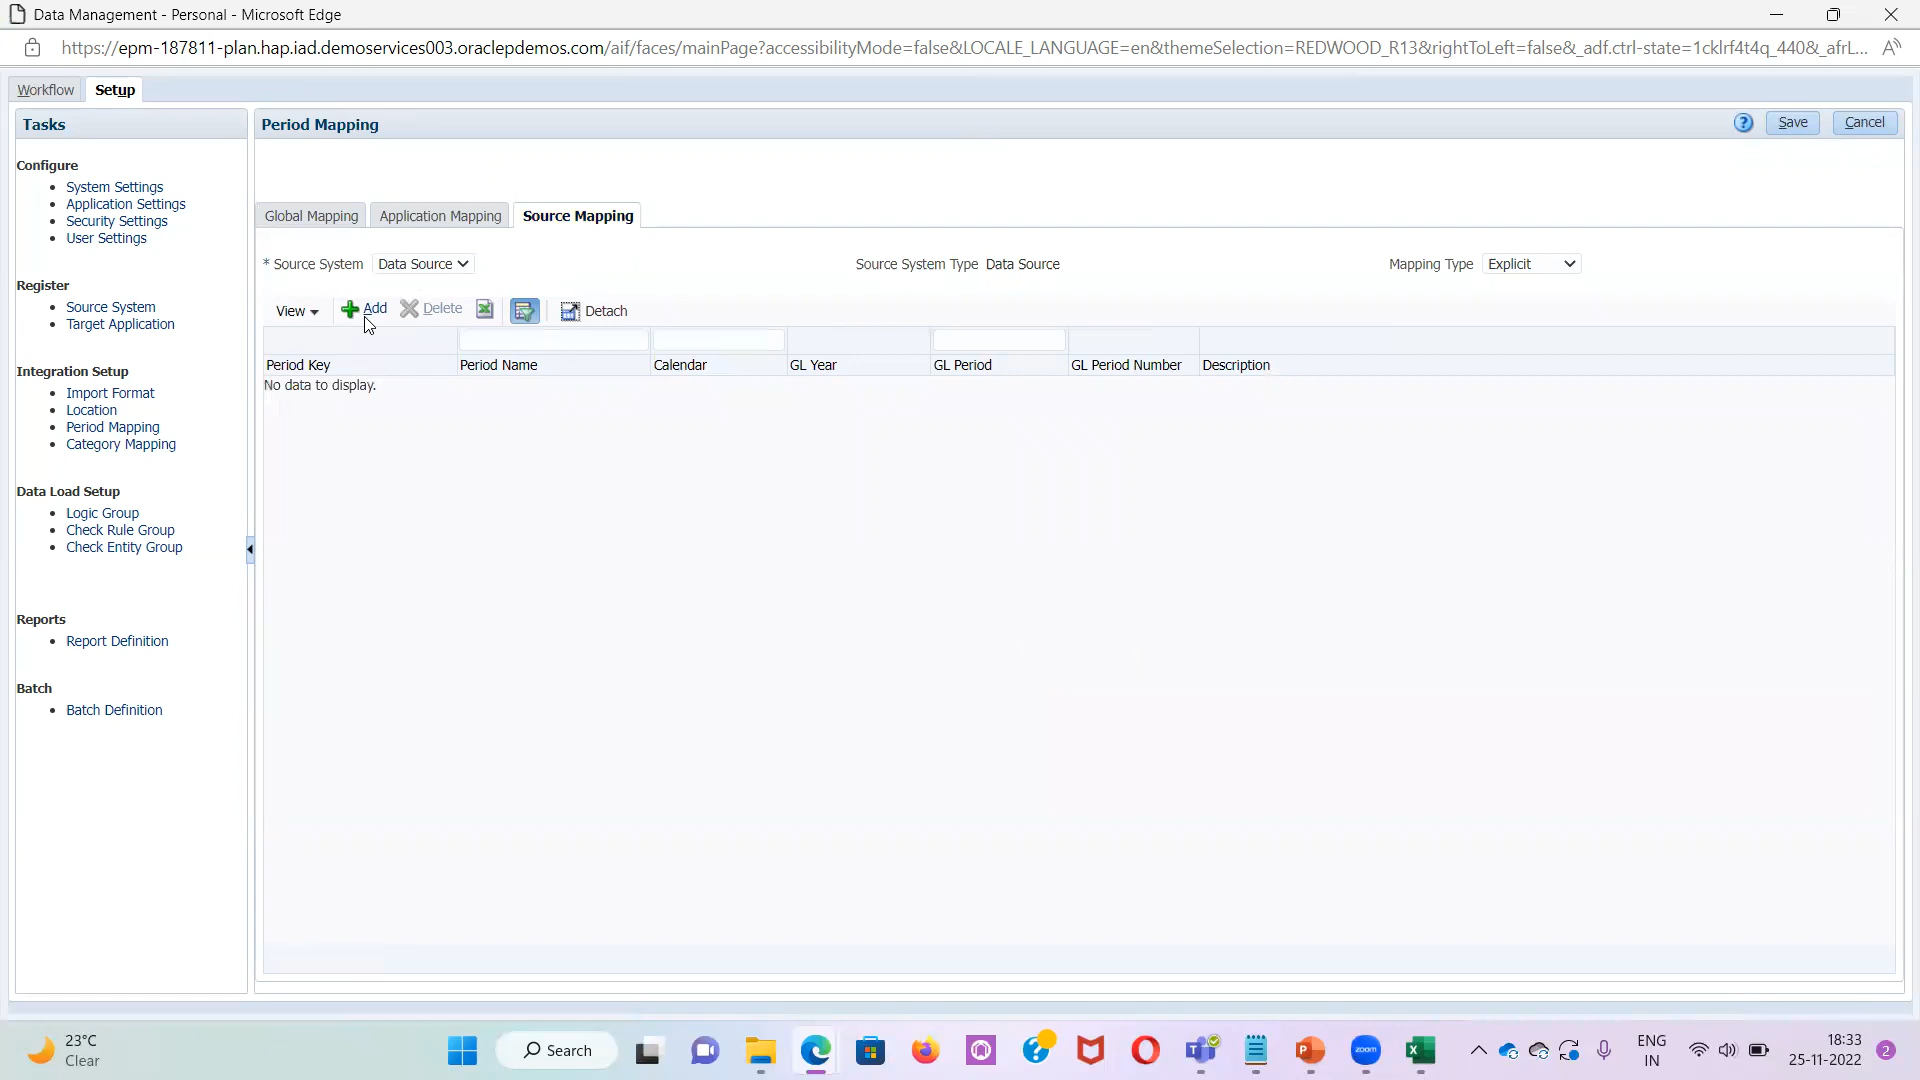 Data Management - Personal - Microsoft Edge
https://epm-187811-plan.hap.iad.demoservices003.oraclepdemos.com/aif/faces/mainPage?accessibilityMode=false&LOCALE_LANGUAGE=en&themeSelection=REDWOOD_R13&rightToLeft=false&_adf.ctrl-state=1cklrf4t4q_440&_afrL...
Workflow Setup
Tasks
Period Mapping
Save
Cancel
Configure
System Settings
Application Settings
Security Settings
User Settings
Register
Source System
Target Application
Integration Setup
Import Format
Location
Period Mapping
Category Mapping
Data Load Setup
Logic Group
Check Rule Group
Check Entity Group
Reports
Report Definition
Batch
Batch Definition
Global Mapping Application Mapping Source Mapping
* Source System Data Source Source System Type Data Source Mapping Type Explicit
View Add Delete Detach
Period Key Period Name Calendar GL Year GL Period GL Period Number Description
No data to display.
23°C
Clear
Search
zoom
ENG
IN
18:33
25-11-2022
2